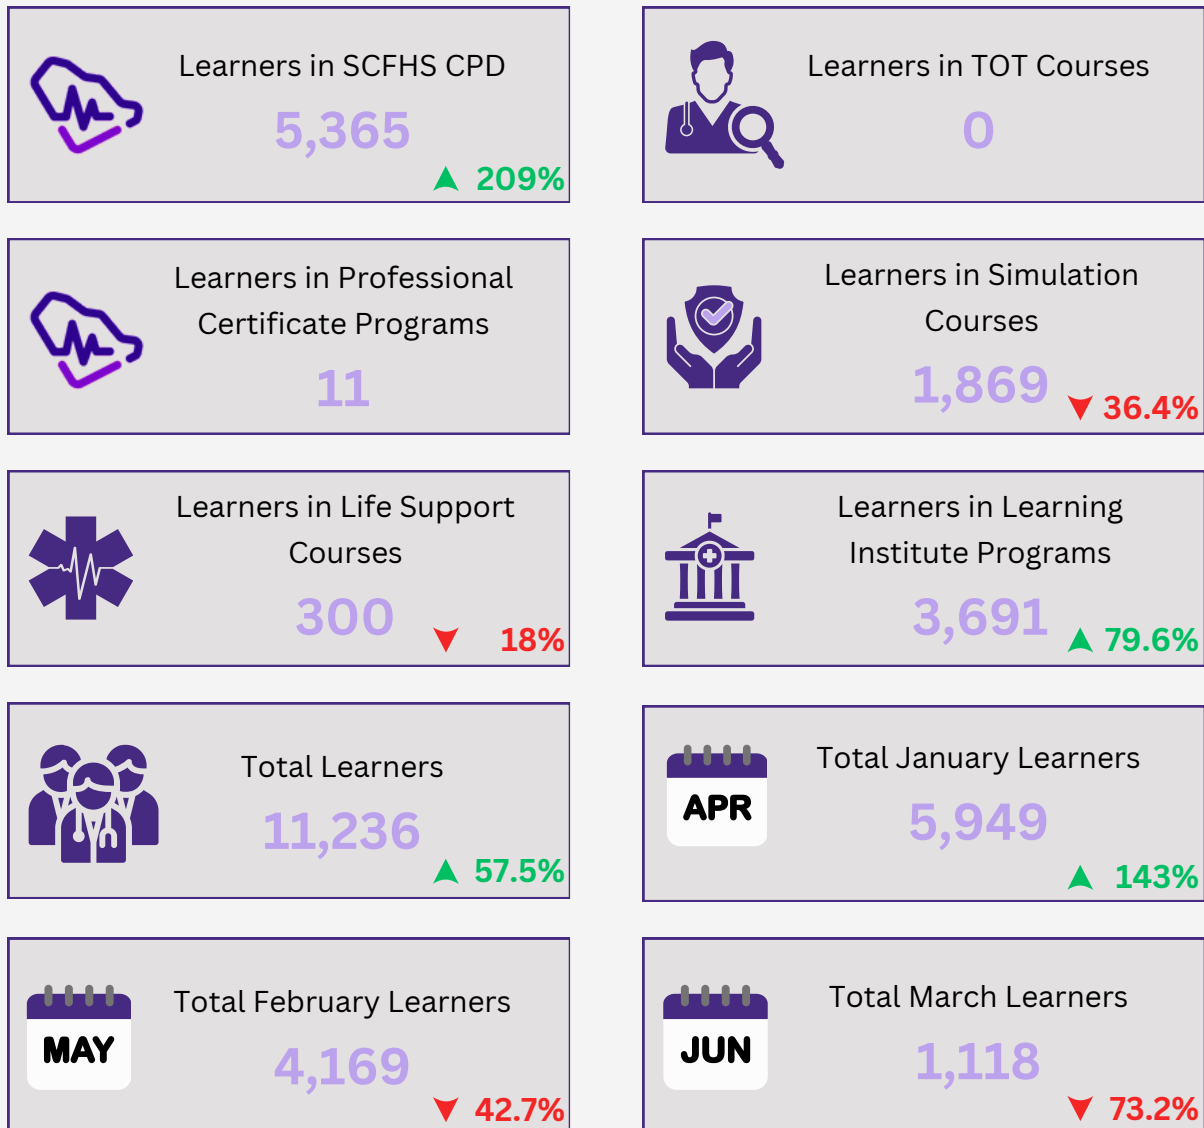 Learners in SCFHS CPD
5,365
209%
Learners in TOT Courses
0
Learners in Professional
Certificate Programs
11
Learners in Simulation
Courses
1,869
36.4%
Learners in Life Support
Courses
300
18%
Learners in Learning
Institute Programs
3,691
79.6%
Total Learners
11,236
57.5%
APR
Total January Learners
5,949
143%
MAY
Total February Learners
4,169
42.7%
JUN
Total March Learners
1,118
73.2%